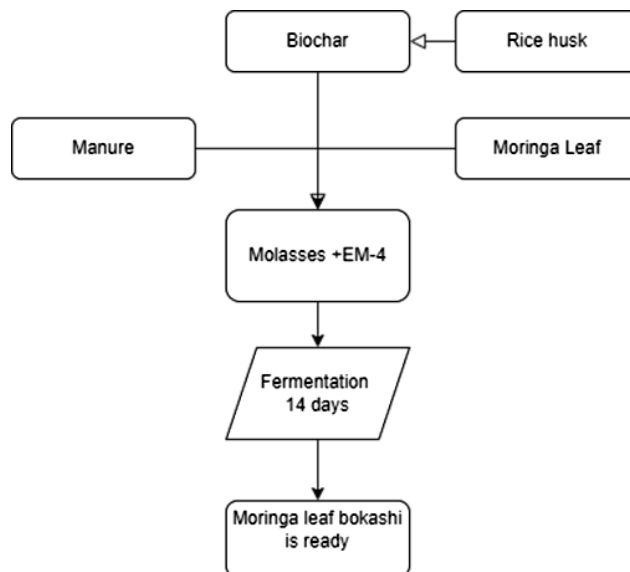 Biochar
Rice husk
Manure
Moringa Leaf
Molasses +EM-4
Fermentation
14 days
Moringa leaf bokashi
is ready